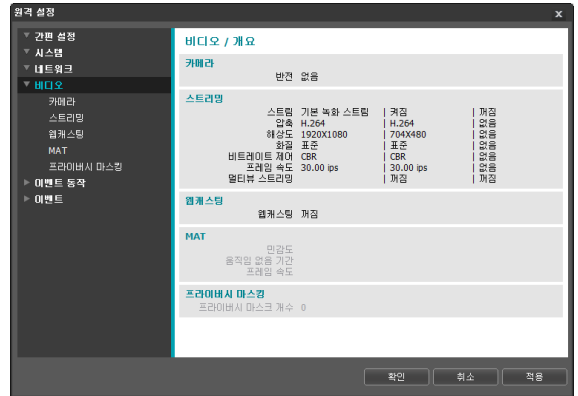 원격 설정 x
간편 설정
시스템
네트워크
비디오
카메라
스트리밍
웹캐스팅
MAT
프라이버시 마스킹
이벤트 동작
이벤트
비디오 / 개요
카메라
반전 없음
스트리밍
스트림 기본 녹화 스트림 | 켜짐 | 꺼짐
압축 H.264 | H.264 | 없음
해상도 1920X1080 | 704X480 | 없음
화질 표준 | 표준 | 없음
비트레이트 제어 CBR | CBR | 없음
프레임 속도 30.00 ips | 30.00 ips | 없음
멀티뷰 스트리밍 | 꺼짐 | 꺼짐
웹캐스팅
웹캐스팅 꺼짐
MAT
민감도
움직임 없음 기간
프레임 속도
프라이버시 마스킹
프라이버시 마스크 개수 0
확인 취소 적용